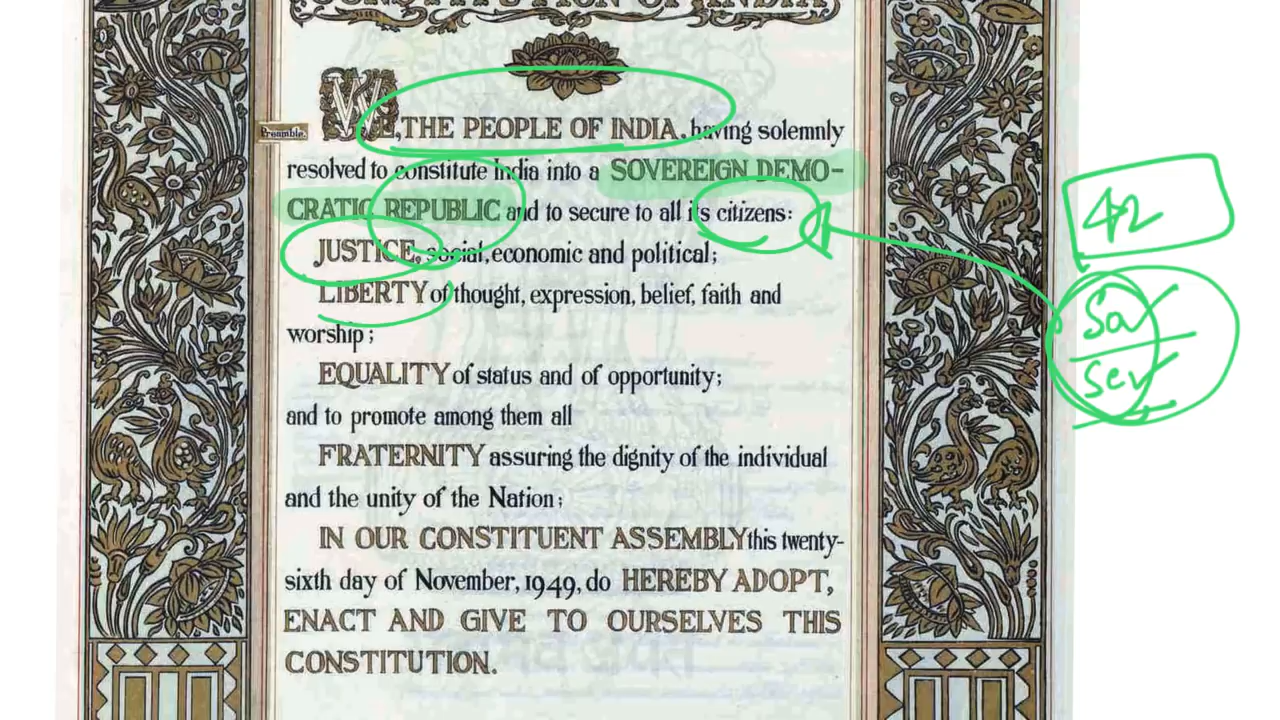 CONSTITUTION OF INDIA
Preamble.
WE, THE PEOPLE OF INDIA, having solemnly
resolved to constitute India into a SOVEREIGN DEMO-
CRATIC REPUBLIC and to secure to all its citizens:
JUSTICE, social, economic and political;
LIBERTY of thought, expression, belief, faith and
worship;
EQUALITY of status and of opportunity;
and to promote among them all
FRATERNITY assuring the dignity of the individual
and the unity of the Nation;
IN OUR CONSTITUENT ASSEMBLY this twenty-
sixth day of November, 1949, do HEREBY ADOPT,
ENACT AND GIVE TO OURSELVES THIS
CONSTITUTION.
42